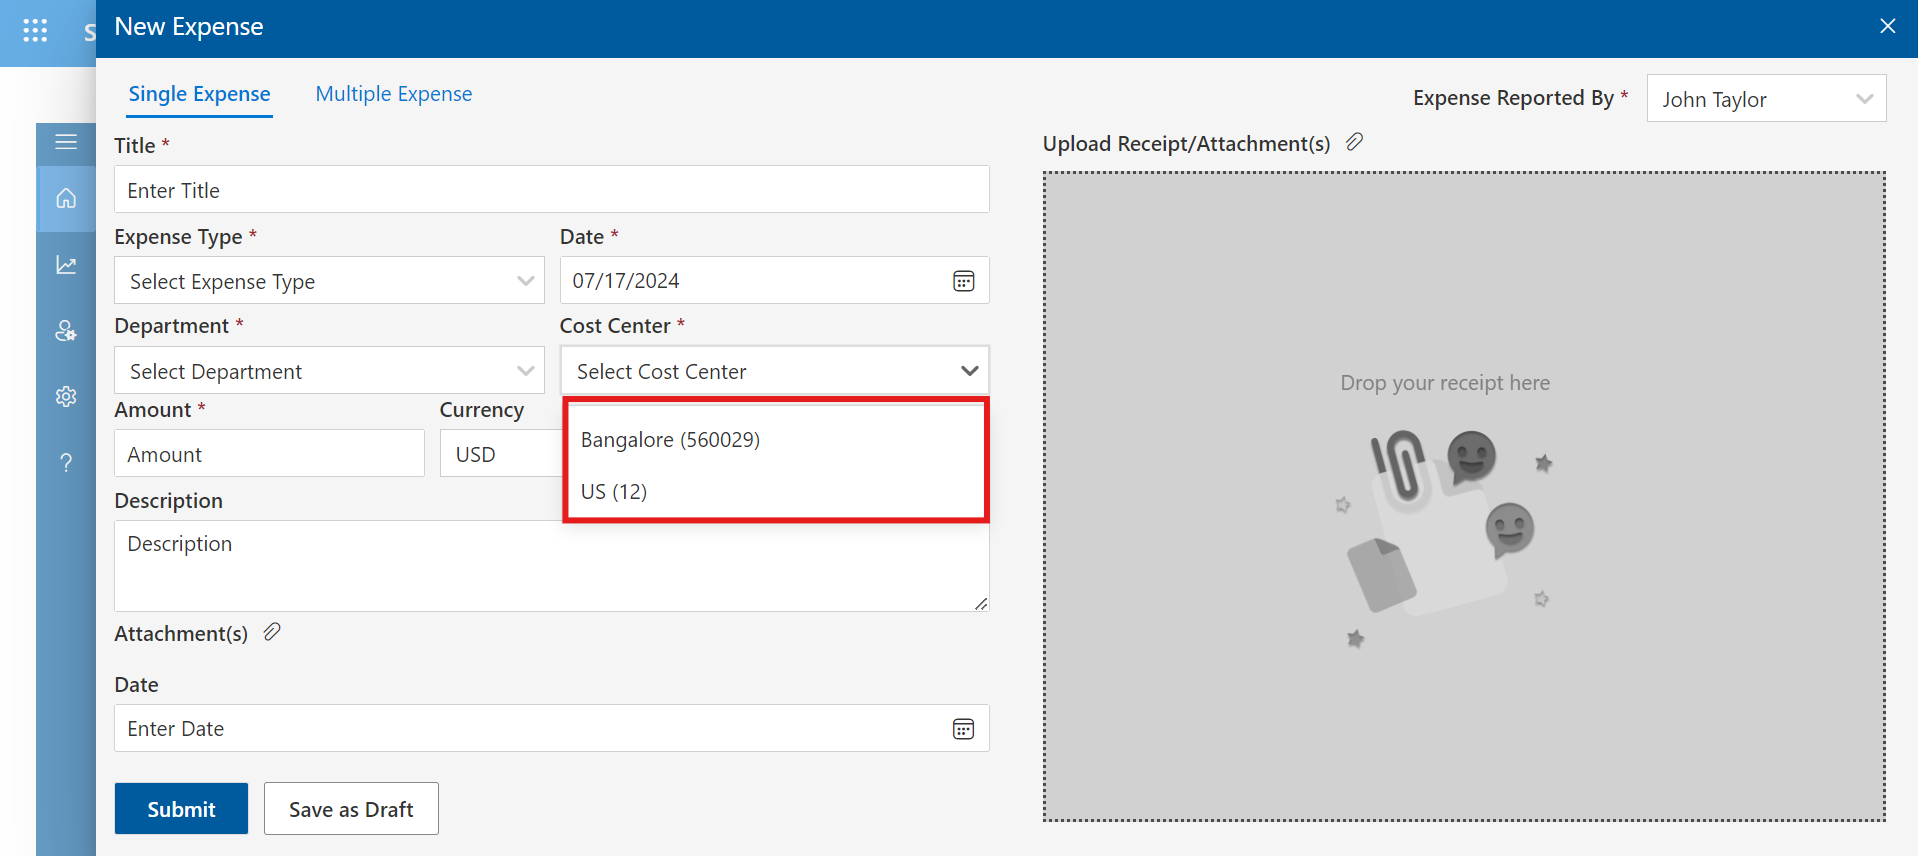 S
New Expense
Single Expense
Multiple Expense
Expense Reported By *
John Taylor
Title *
Enter Title
Upload Receipt/Attachment(s)
Expense Type *
Date *
Select Expense Type
07/17/2024
Department *
Cost Center *
Select Department
Select Cost Center
Drop your receipt here
Amount *
Currency
Amount
USD
Bangalore (560029)
US (12)
Description
Description
Attachment(s)
Date
Enter Date
Submit
Save as Draft